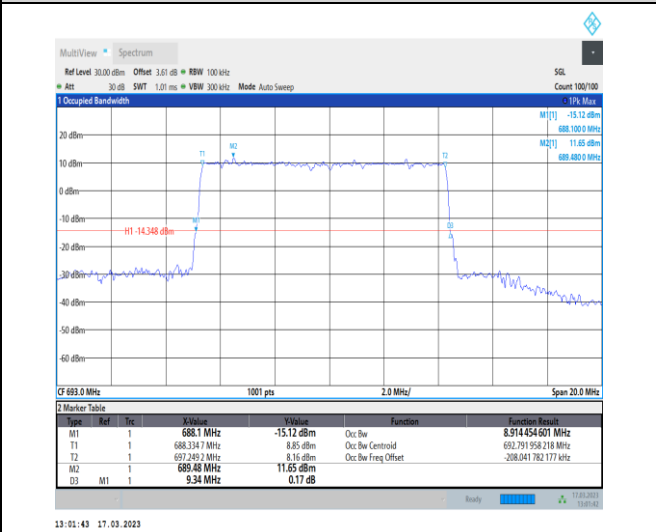 MultiView Spectrum
Ref Level 30.00 dBm Offset 3.61 dB RBW 100 kHz SGL
Att 30 dB SWT 1.01 ms VBW 300 kHz Mode Auto Sweep Count 100/100
1 Occupied Bandwidth 1Pk Max
M1[1] -15.12 dBm
688.100 0 MHz
M2[1] 11.65 dBm
689.480 0 MHz
20 dBm
M2
T1
T2
10 dBm
0 dBm
-10 dBm
M1
D3
H1 -14.348 dBm
-20 dBm
-30 dBm
-40 dBm
-50 dBm
-60 dBm
CF 693.0 MHz 1001 pts 2.0 MHz/ Span 20.0 MHz
2 Marker Table
Type Ref Trc X-Value Y-Value Function Function Result
M1 1 688.1 MHz -15.12 dBm Occ Bw 8.914 454 601 MHz
T1 1 688.334 7 MHz 8.85 dBm Occ Bw Centroid 692.791 958 218 MHz
T2 1 697.249 2 MHz 8.16 dBm Occ Bw Freq Offset -208.041 782 177 kHz
M2 1 689.48 MHz 11.65 dBm
D3 M1 1 9.34 MHz 0.17 dB
Ready 17.03.2023
13:01:42
13:01:43 17.03.2023